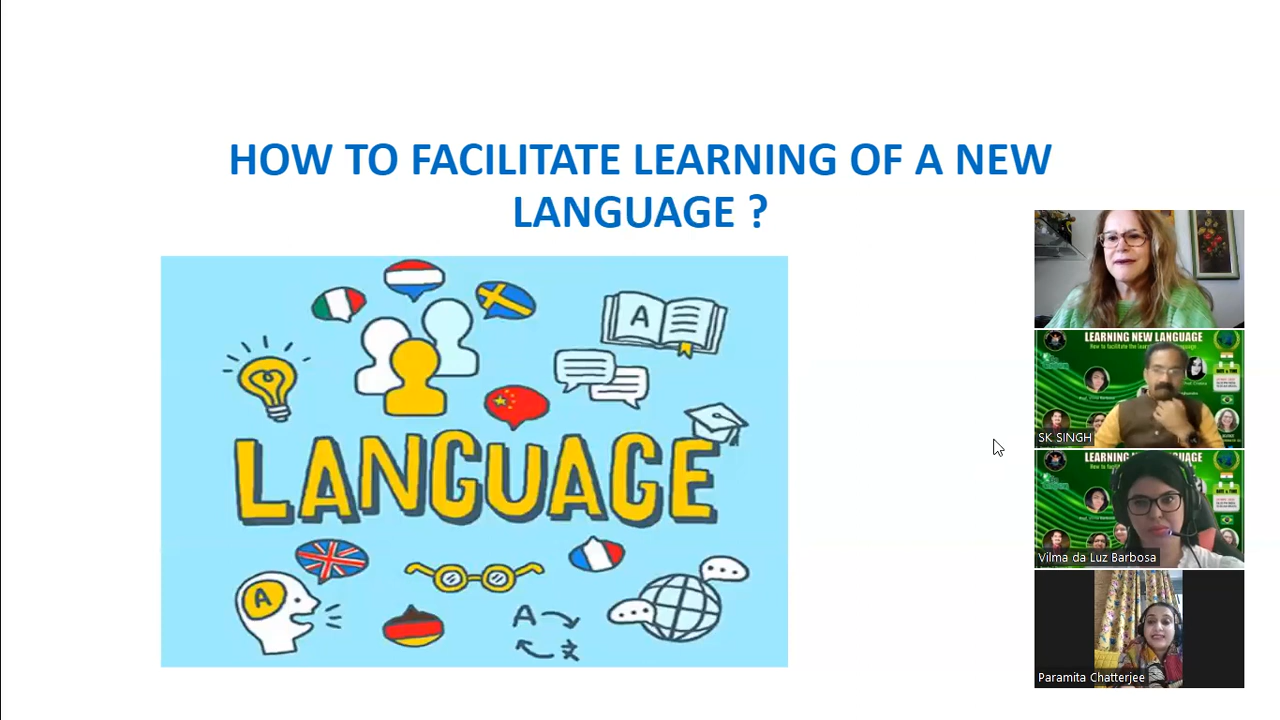 HOW TO FACILITATE LEARNING OF A NEW
LANGUAGE ?
A
LANGUAGE
A
A
文
LEARNING NEW LANGUAGE
SK SINGH
LEARNING NEW LANGUAGE
Vilma da Luz Barbosa
Paramita Chatterjee